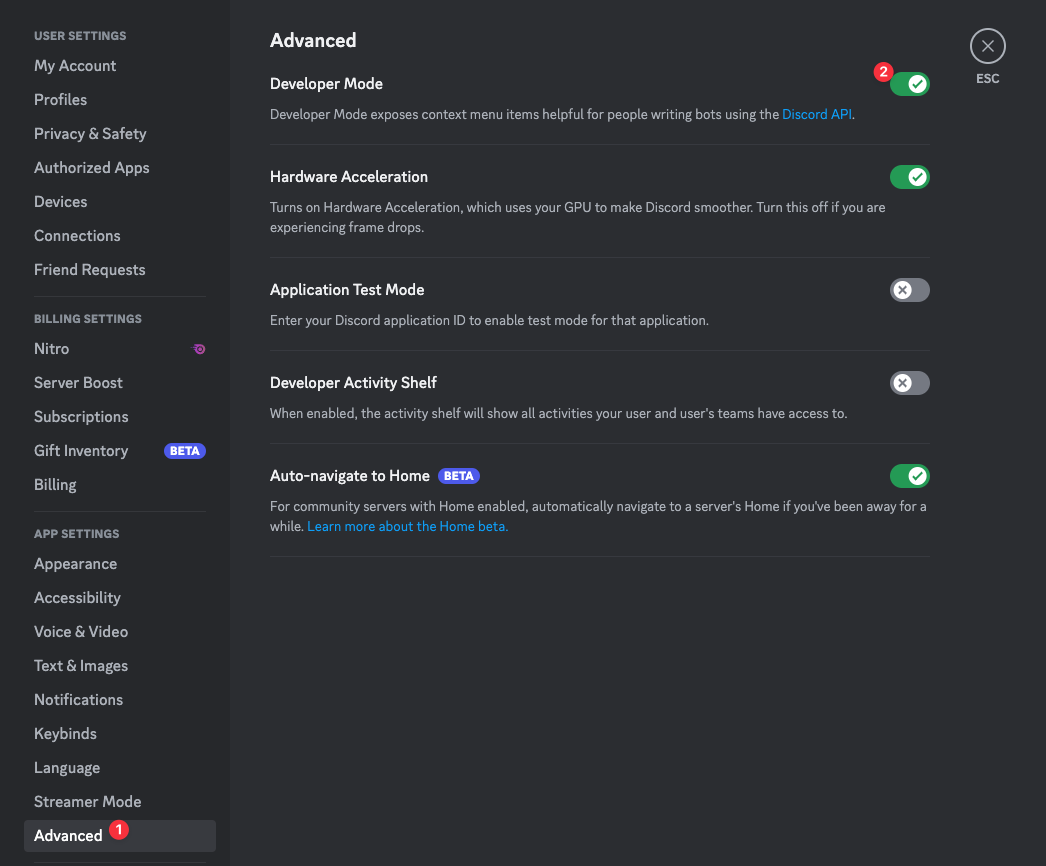 USER SETTINGS
My Account
Profiles
Privacy & Safety
Authorized Apps
Devices
Connections
Friend Requests
BILLING SETTINGS
Nitro
Server Boost
Subscriptions
Gift Inventory BETA
Billing
APP SETTINGS
Appearance
Accessibility
Voice & Video
Text & Images
Notifications
Keybinds
Language
Streamer Mode
Advanced 1
Advanced
Developer Mode 2
Developer Mode exposes context menu items helpful for people writing bots using the Discord API.
Hardware Acceleration
Turns on Hardware Acceleration, which uses your GPU to make Discord smoother. Turn this off if you are
experiencing frame drops.
Application Test Mode
Enter your Discord application ID to enable test mode for that application.
Developer Activity Shelf
When enabled, the activity shelf will show all activities your user and user's teams have access to.
Auto-navigate to Home BETA
For community servers with Home enabled, automatically navigate to a server's Home if you've been away for a
while. Learn more about the Home beta.
ESC